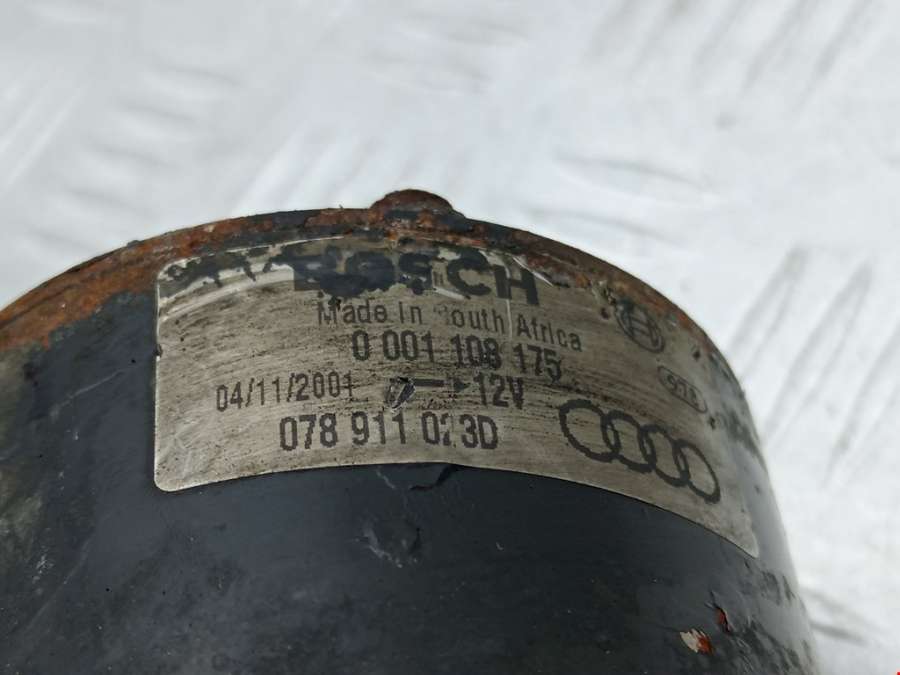 BOSCH
Made In South Africa
0 001 108 175
04/11/2001 12V
078 911 023D